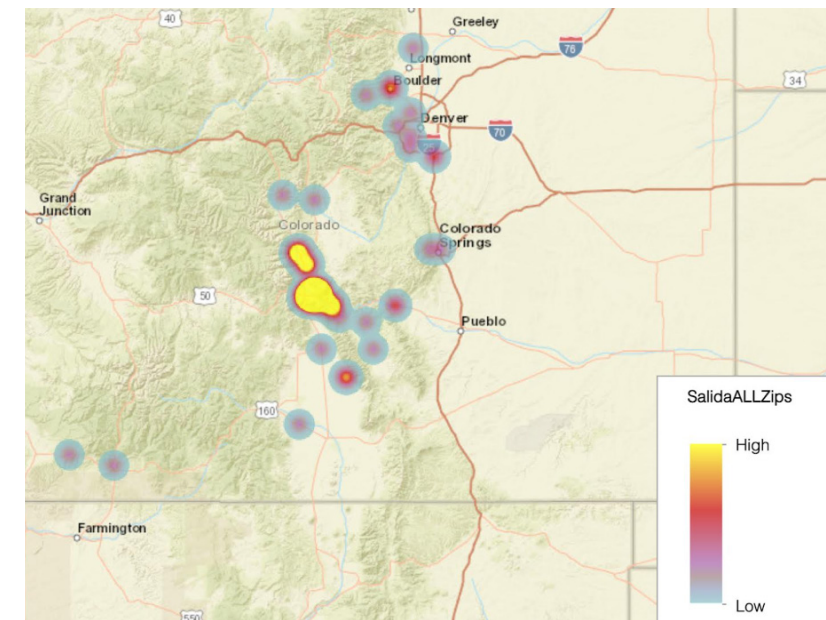 40
Greeley
76
Longmont
Boulder
34
Denver
70
25
Grand
Junction
Colorado
Colorado
Springs
50
Pueblo
SalidaALLZips
160
High
Farmington
Low
550